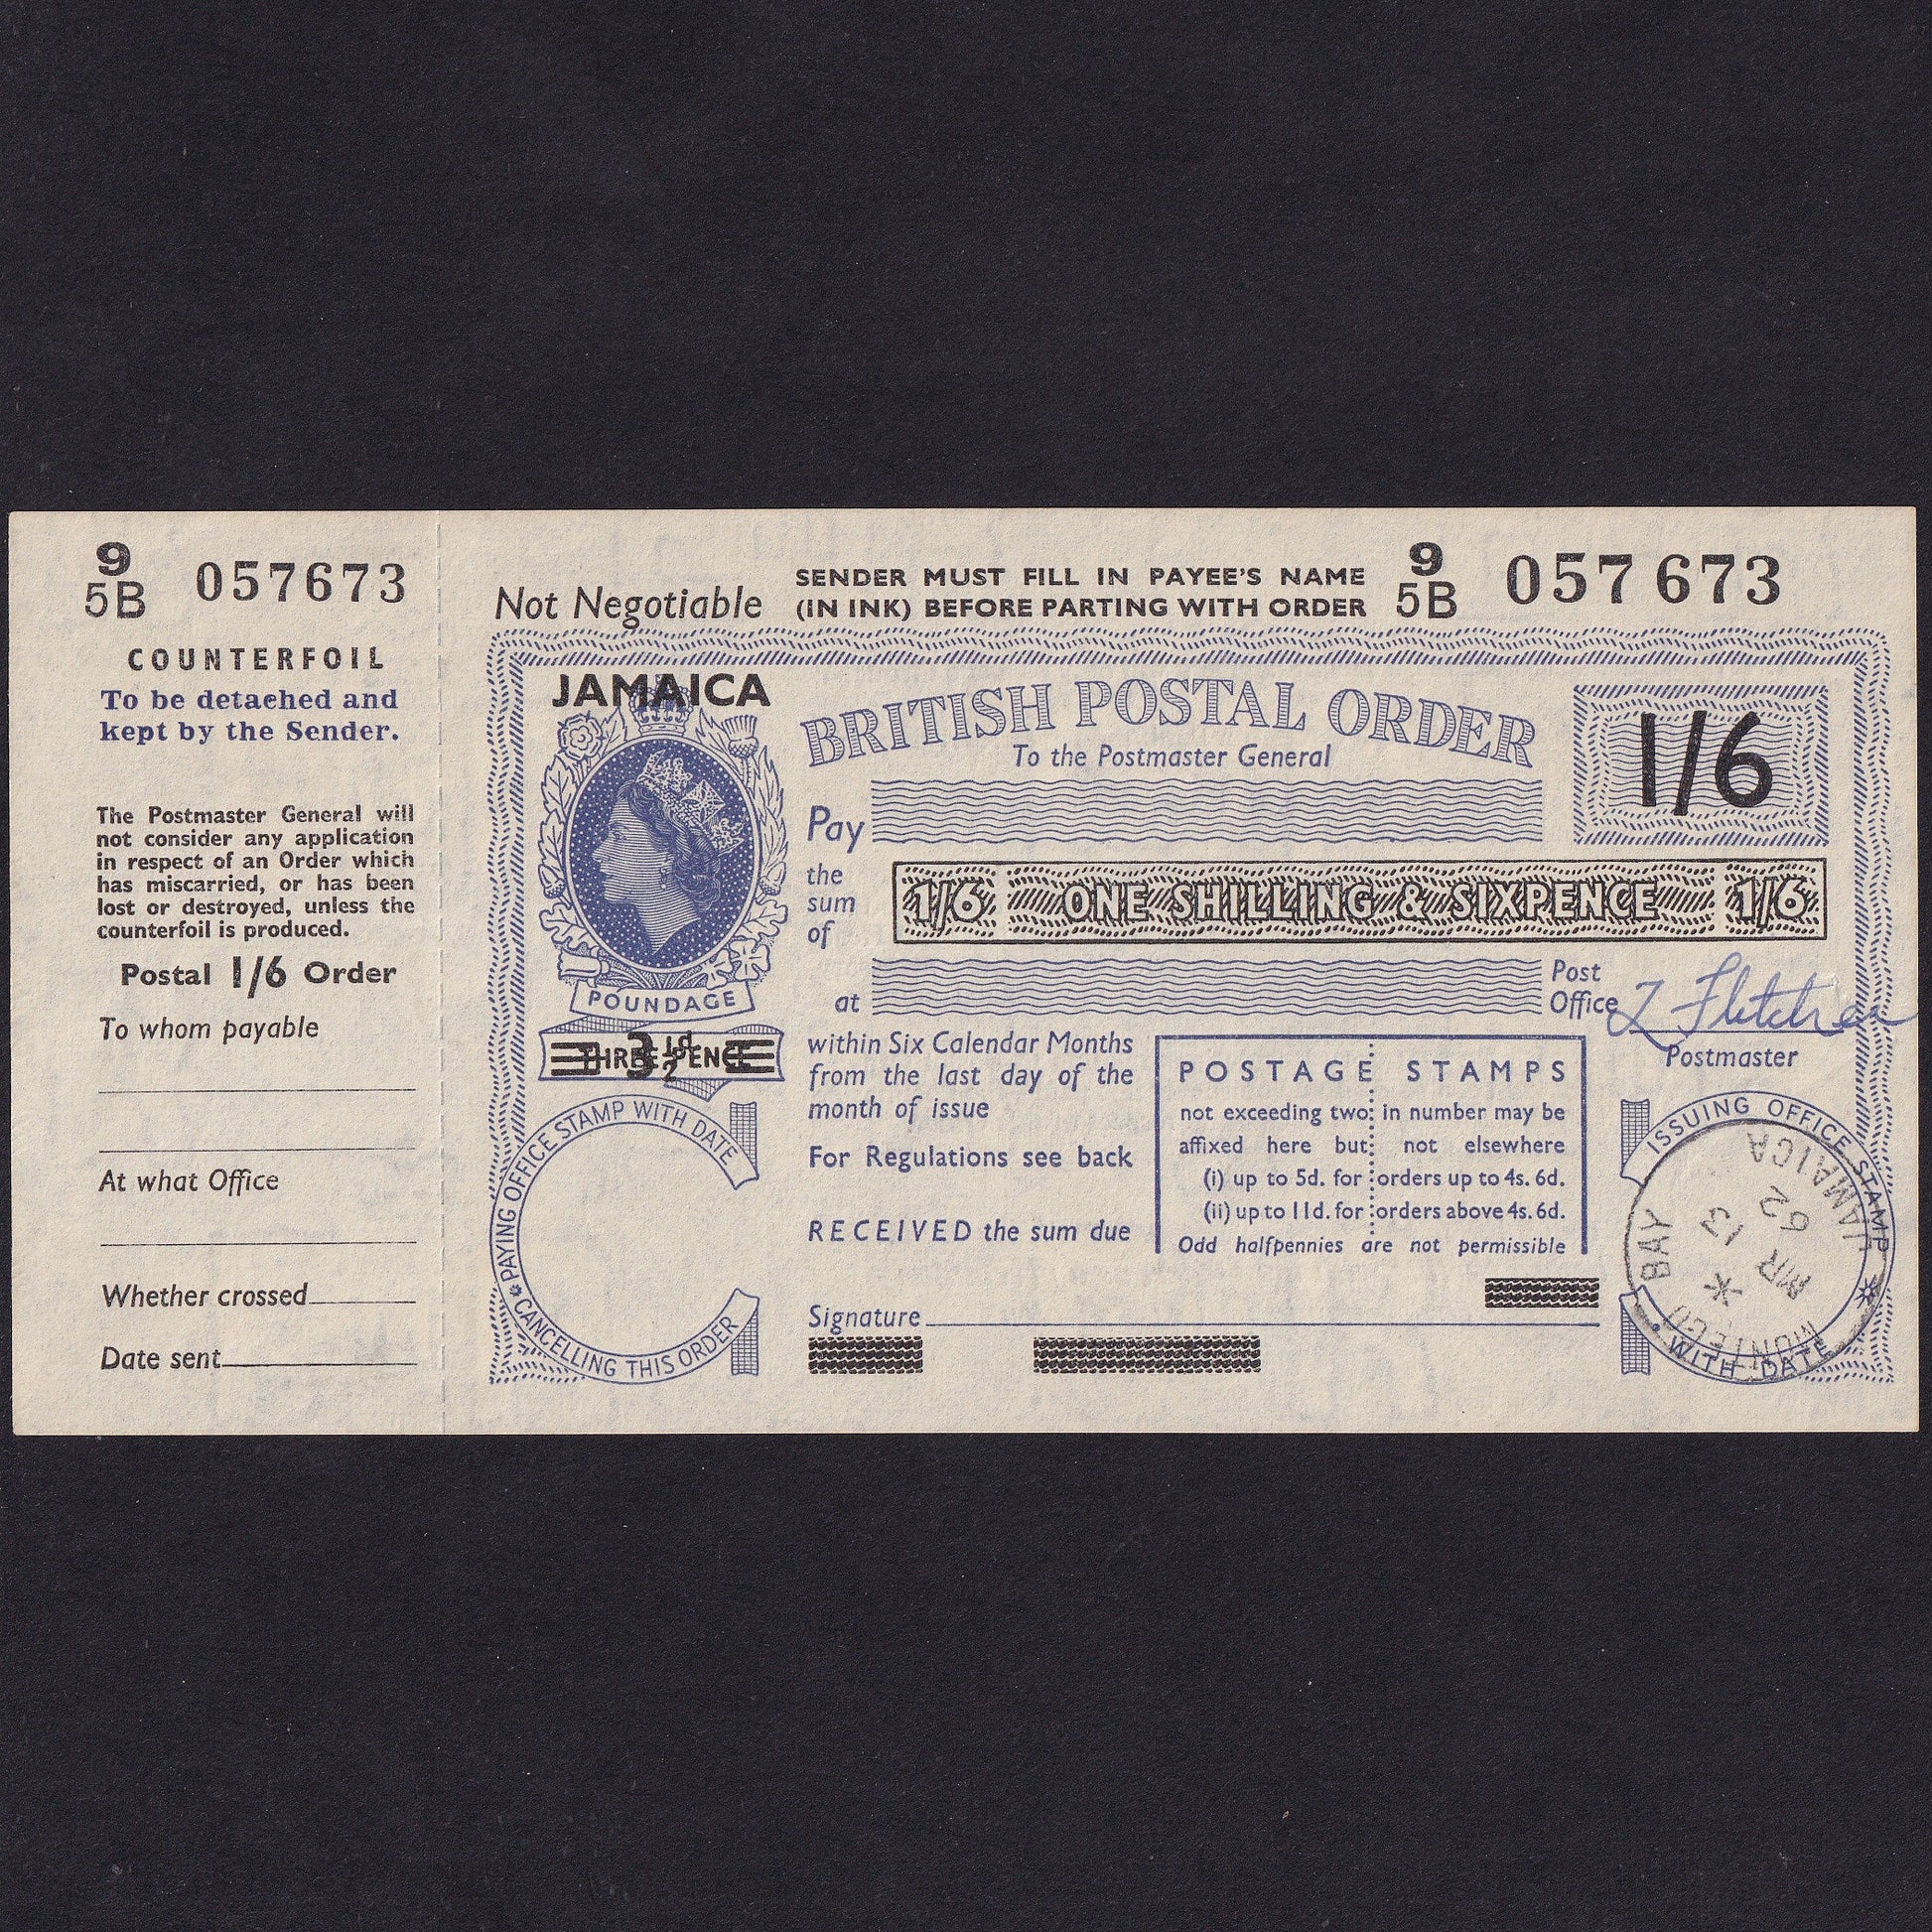 9
5B 057673
COUNTERFOIL
To be detached and
kept by the Sender.
The Postmaster General will
not consider any application
in respect of an Order which
has miscarried, or has been
lost or destroyed, unless the
counterfoil is produced.
Postal 1/6 Order
To whom payable
At what Office
Whether crossed
Date sent
Not Negotiable
SENDER MUST FILL IN PAYEE'S NAME
(IN INK) BEFORE PARTING WITH ORDER
9
5B 057673
JAMAICA
BRITISH POSTAL ORDER
To the Postmaster General
1/6
Pay
the
sum
of
1/6 ONE SHILLING & SIXPENCE 1/6
at
Post
Office
Fletcher
Postmaster
POUNDAGE
THREE PENCE
3½d
within Six Calendar Months
from the last day of the
month of issue
For Regulations see back
RECEIVED the sum due
Signature
POSTAGE STAMPS
not exceeding two in number may be
affixed here but not elsewhere
(i) up to 5d. for orders up to 4s. 6d.
(ii) up to 11d. for orders above 4s. 6d.
Odd halfpennies are not permissible
PAYING OFFICE STAMP WITH DATE
CANCELLING THIS ORDER
ISSUING OFFICE STAMP
WITH DATE
MONTEGO BAY
JAMAICA
MR 13
62